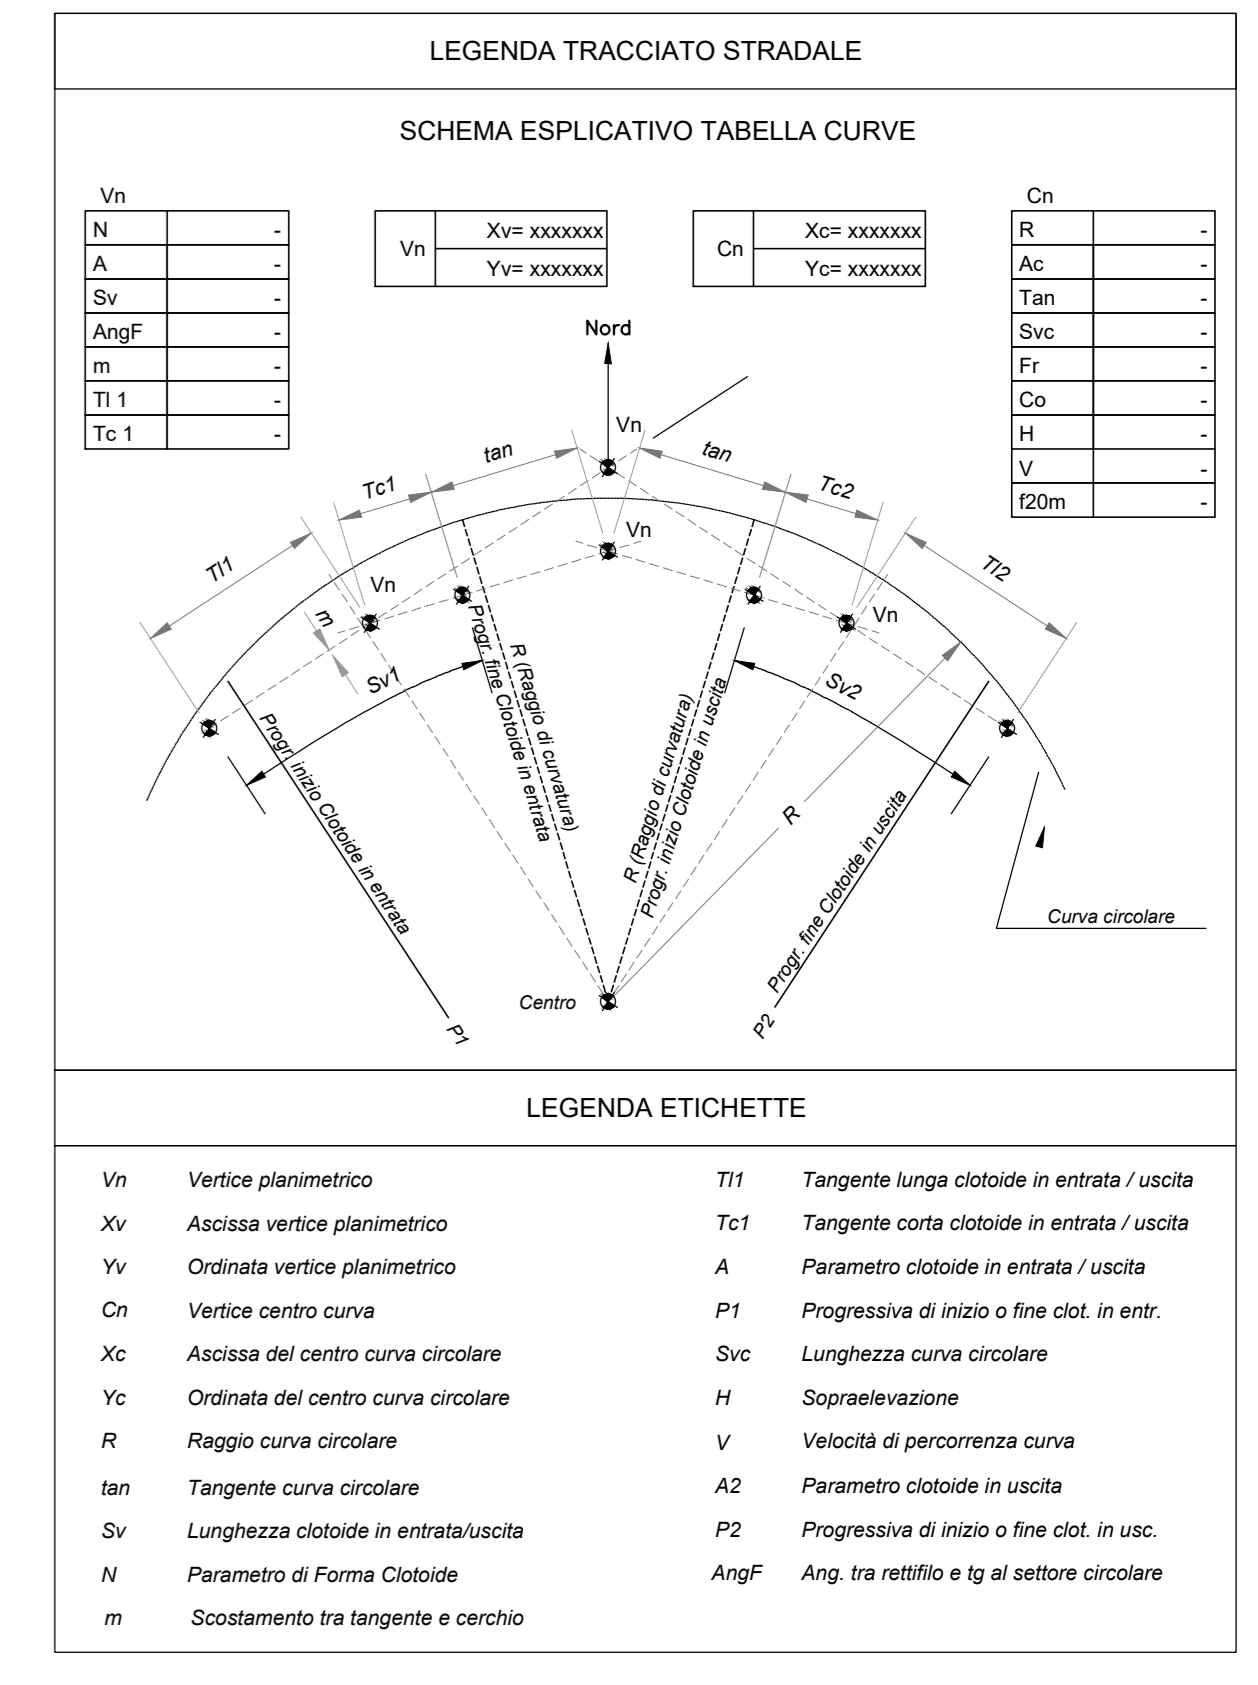 LEGENDA TRACCIATO STRADALE
SCHEMA ESPLICATIVO TABELLA CURVE
Vn
N -
A -
Sv -
AngF -
m -
Tl 1 -
Tc 1 -
Vn
Xv= xxxxxxx
Yv= xxxxxxx
Cn
Xc= xxxxxxx
Yc= xxxxxxx
Cn
R -
Ac -
Tan -
Svc -
Fr -
Co -
H -
V -
f20m -
Nord
Vn
tan
tan
Tc1
Tc2
Vn
Tl1
Tl2
Vn
Vn
m
Sv1
Sv2
Progr. fine Clotoide in entrata
R (Raggio di curvatura)
R (Raggio di curvatura)
Progr. inizio Clotoide in uscita
Progr. inizio Clotoide in entrata
Progr. fine Clotoide in uscita
R
Curva circolare
Centro
P1
P2
LEGENDA ETICHETTE
Vn Vertice planimetrico
Xv Ascissa vertice planimetrico
Yv Ordinata vertice planimetrico
Cn Vertice centro curva
Xc Ascissa del centro curva circolare
Yc Ordinata del centro curva circolare
R Raggio curva circolare
tan Tangente curva circolare
Sv Lunghezza clotoide in entrata/uscita
N Parametro di Forma Clotoide
m Scostamento tra tangente e cerchio
Tl1 Tangente lunga clotoide in entrata / uscita
Tc1 Tangente corta clotoide in entrata / uscita
A Parametro clotoide in entrata / uscita
P1 Progressiva di inizio o fine clot. in entr.
Svc Lunghezza curva circolare
H Sopraelevazione
V Velocità di percorrenza curva
A2 Parametro clotoide in uscita
P2 Progressiva di inizio o fine clot. in usc.
AngF Ang. tra rettifilo e tg al settore circolare